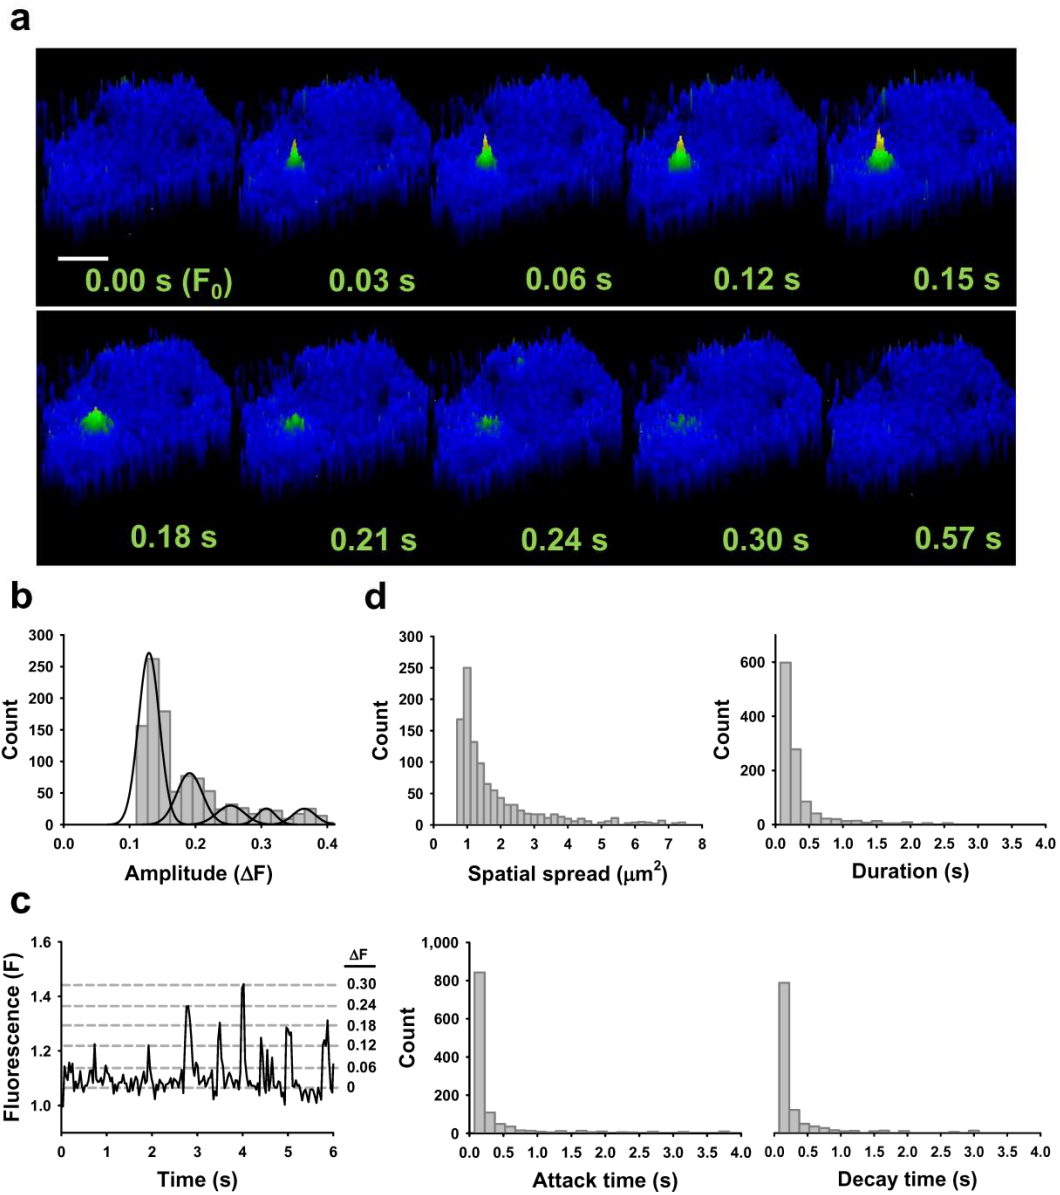 a
0.00 s (F₀) 0.03 s 0.06 s 0.12 s 0.15 s
0.18 s 0.21 s 0.24 s 0.30 s 0.57 s
b
300
250
200
150
100
50
0
Count
0.0 0.1 0.2 0.3 0.4
Amplitude (ΔF)
d
300
250
200
150
100
50
0
Count
0 1 2 3 4 5 6 7 8
Spatial spread (μm²)
600
400
200
0
Count
0.0 0.5 1.0 1.5 2.0 2.5 3.0 3.5 4.0
Duration (s)
c
1.6
1.4
1.2
1.0
Fluorescence (F)
0 1 2 3 4 5 6
Time (s)
ΔF
0.30
0.24
0.18
0.12
0.06
0
1,000
800
600
400
200
0
Count
0.0 0.5 1.0 1.5 2.0 2.5 3.0 3.5 4.0
Attack time (s)
1,000
800
600
400
200
0
0.0 0.5 1.0 1.5 2.0 2.5 3.0 3.5 4.0
Decay time (s)